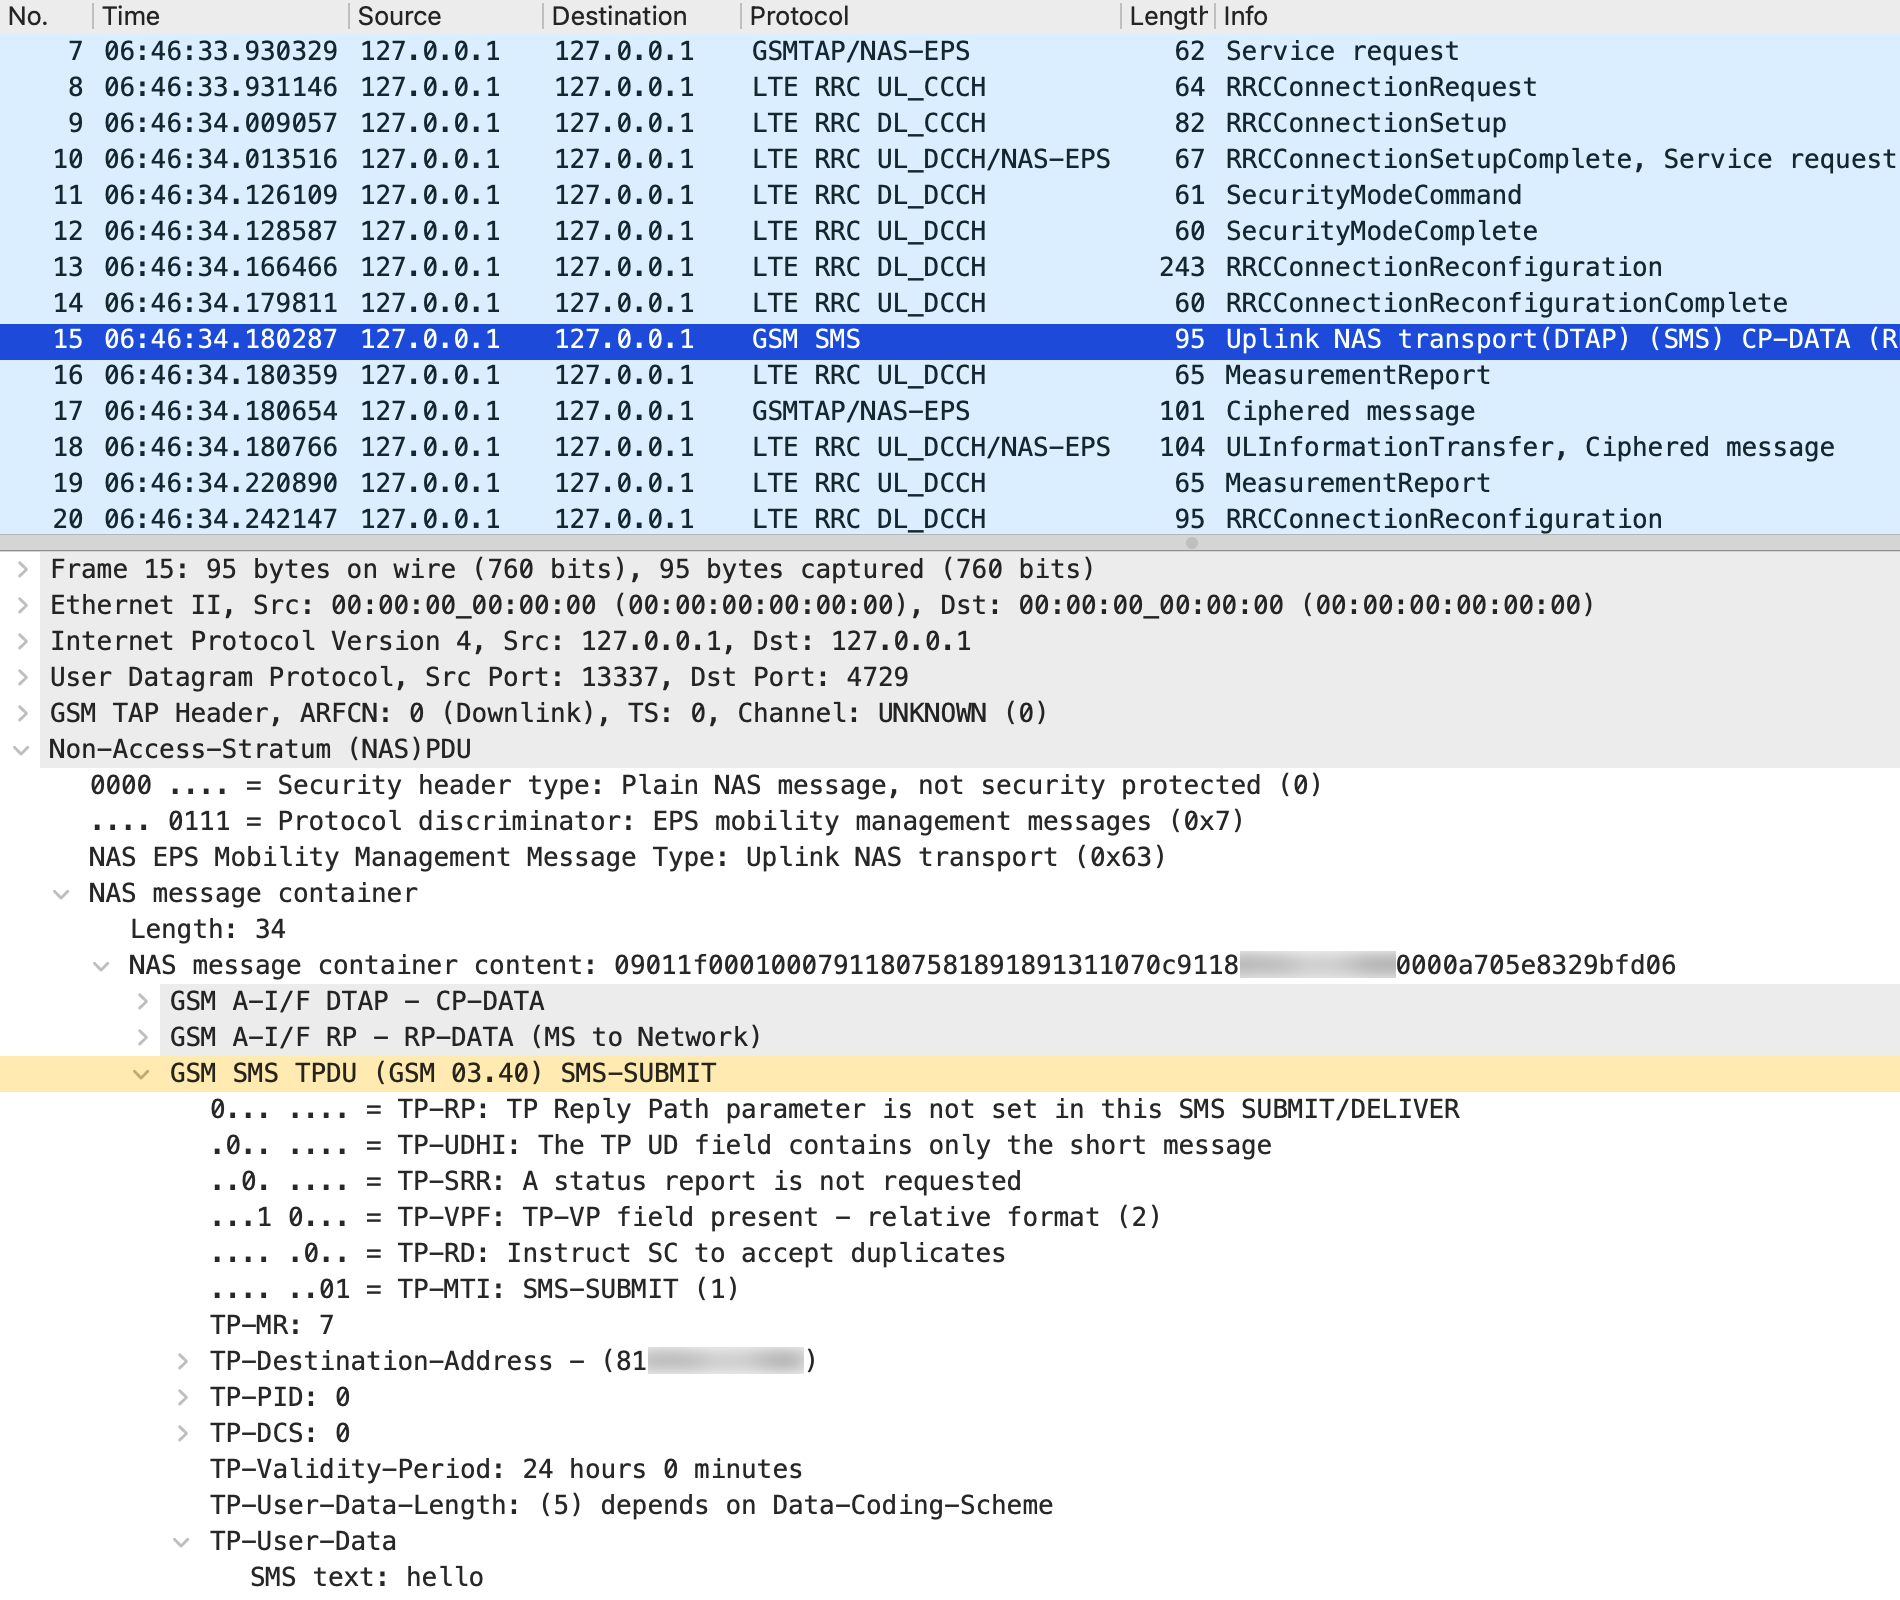 No. Time Source Destination Protocol Length Info
7 06:46:33.930329 127.0.0.1 127.0.0.1 GSMTAP/NAS-EPS 62 Service request
8 06:46:33.931146 127.0.0.1 127.0.0.1 LTE RRC UL_CCCH 64 RRCConnectionRequest
9 06:46:34.009057 127.0.0.1 127.0.0.1 LTE RRC DL_CCCH 82 RRCConnectionSetup
10 06:46:34.013516 127.0.0.1 127.0.0.1 LTE RRC UL_DCCH/NAS-EPS 67 RRCConnectionSetupComplete, Service request
11 06:46:34.126109 127.0.0.1 127.0.0.1 LTE RRC DL_DCCH 61 SecurityModeCommand
12 06:46:34.128587 127.0.0.1 127.0.0.1 LTE RRC UL_DCCH 60 SecurityModeComplete
13 06:46:34.166466 127.0.0.1 127.0.0.1 LTE RRC DL_DCCH 243 RRCConnectionReconfiguration
14 06:46:34.179811 127.0.0.1 127.0.0.1 LTE RRC UL_DCCH 60 RRCConnectionReconfigurationComplete
15 06:46:34.180287 127.0.0.1 127.0.0.1 GSM SMS 95 Uplink NAS transport(DTAP) (SMS) CP-DATA (R
16 06:46:34.180359 127.0.0.1 127.0.0.1 LTE RRC UL_DCCH 65 MeasurementReport
17 06:46:34.180654 127.0.0.1 127.0.0.1 GSMTAP/NAS-EPS 101 Ciphered message
18 06:46:34.180766 127.0.0.1 127.0.0.1 LTE RRC UL_DCCH/NAS-EPS 104 ULInformationTransfer, Ciphered message
19 06:46:34.220890 127.0.0.1 127.0.0.1 LTE RRC UL_DCCH 65 MeasurementReport
20 06:46:34.242147 127.0.0.1 127.0.0.1 LTE RRC DL_DCCH 95 RRCConnectionReconfiguration
Frame 15: 95 bytes on wire (760 bits), 95 bytes captured (760 bits)
Ethernet II, Src: 00:00:00_00:00:00 (00:00:00:00:00:00), Dst: 00:00:00_00:00:00 (00:00:00:00:00:00)
Internet Protocol Version 4, Src: 127.0.0.1, Dst: 127.0.0.1
User Datagram Protocol, Src Port: 13337, Dst Port: 4729
GSM TAP Header, ARFCN: 0 (Downlink), TS: 0, Channel: UNKNOWN (0)
Non-Access-Stratum (NAS)PDU
0000 .... = Security header type: Plain NAS message, not security protected (0)
.... 0111 = Protocol discriminator: EPS mobility management messages (0x7)
NAS EPS Mobility Management Message Type: Uplink NAS transport (0x63)
NAS message container
Length: 34
NAS message container content: 09011f00010007911807581891891311070c9118 0000a705e8329bfd06
GSM A-I/F DTAP - CP-DATA
GSM A-I/F RP - RP-DATA (MS to Network)
GSM SMS TPDU (GSM 03.40) SMS-SUBMIT
0... .... = TP-RP: TP Reply Path parameter is not set in this SMS SUBMIT/DELIVER
.0.. .... = TP-UDHI: The TP UD field contains only the short message
..0. .... = TP-SRR: A status report is not requested
...1 0... = TP-VPF: TP-VP field present - relative format (2)
.... .0.. = TP-RD: Instruct SC to accept duplicates
.... ..01 = TP-MTI: SMS-SUBMIT (1)
TP-MR: 7
TP-Destination-Address - (81 )
TP-PID: 0
TP-DCS: 0
TP-Validity-Period: 24 hours 0 minutes
TP-User-Data-Length: (5) depends on Data-Coding-Scheme
TP-User-Data
SMS text: hello